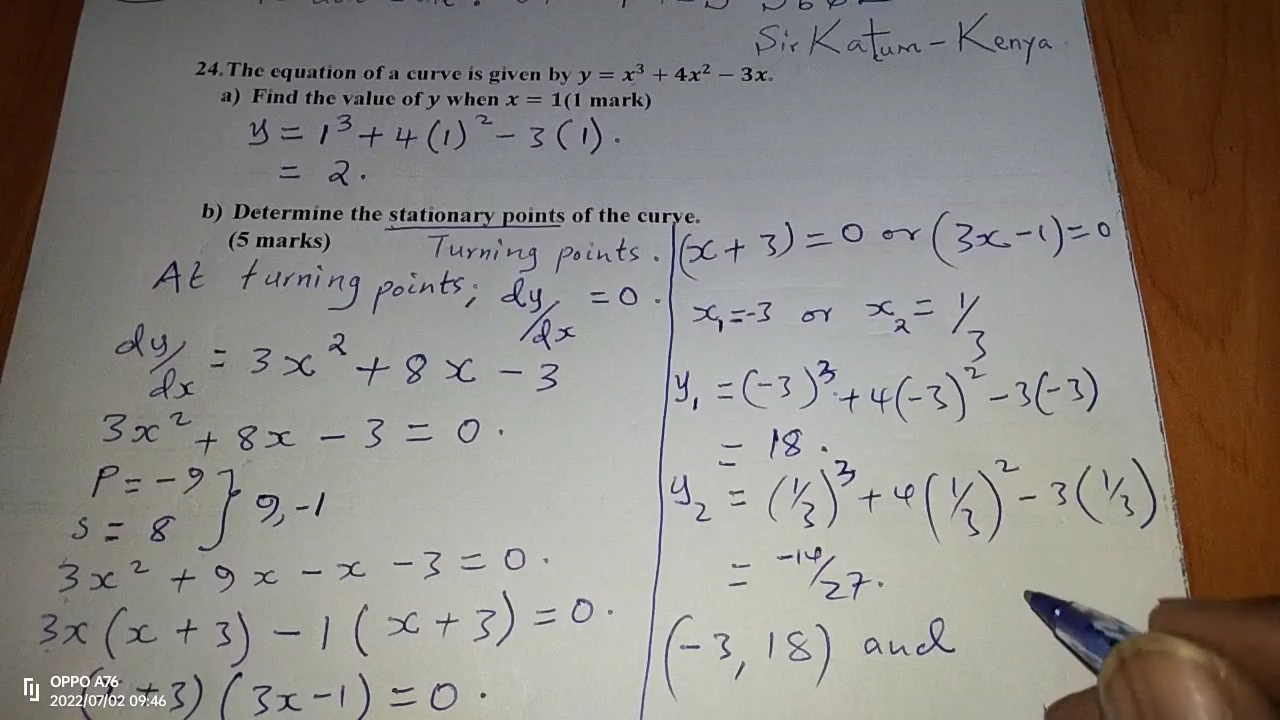 Sir Katum - Kenya
24. The equation of a curve is given by y = x³ + 4x² − 3x.
a) Find the value of y when x = 1(1 mark)
y = 1³ + 4(1)² - 3(1).
= 2.
b) Determine the stationary points of the curve.
(5 marks)
Turning points.
At turning points; dy/dx = 0.
dy/dx = 3x² + 8x - 3
3x² + 8x - 3 = 0.
P = -9
S = 8 } 9, -1
3x² + 9x - x - 3 = 0.
3x(x + 3) - 1(x + 3) = 0.
+3)(3x-1) = 0.
(x + 3) = 0 or (3x - 1) = 0
x₁ = -3 or x₂ = 1/3
y₁ = (-3)³ + 4(-3)² - 3(-3)
= 18.
y₂ = (1/3)³ + 4(1/3)² - 3(1/3)
= -14/27.
(-3, 18) and
OPPO A76
2022/07/02 09:46